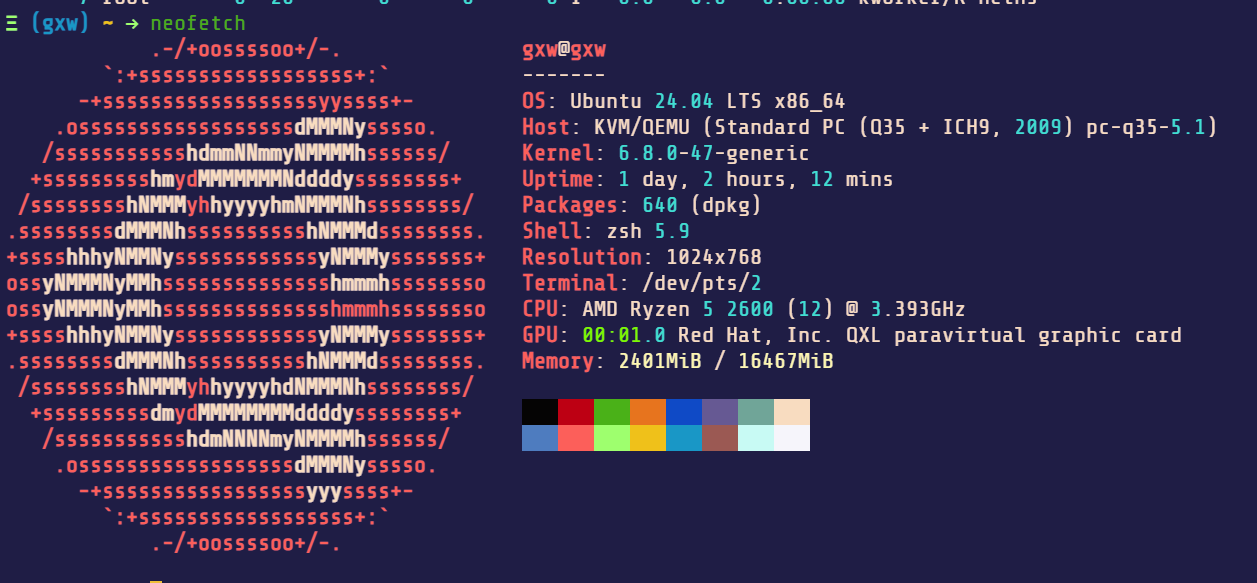 Ξ (gxw) ~ → neofetch
.-/+oossssoo+/-.
`:+ssssssssssssssssss+:`
-+ssssssssssssssssssyyssss+-
.ossssssssssssssssssdMMMNysssso.
/ssssssssssshdmmNNmmyNMMMMhssssss/
+ssssssssshmydMMMMMMMNddddyssssssss+
/sssssssshNMMMyhhyyyyhmNMMMNhssssssss/
.ssssssssdMMMNhsssssssssshNMMMdssssssss.
+sssshhhyNMMNyssssssssssssyNMMMysssssss+
ossyNMMMNyMMhsssssssssssssshmmmhssssssso
ossyNMMMNyMMhsssssssssssssshmmmhssssssso
+sssshhhyNMMNyssssssssssssyNMMMysssssss+
.ssssssssdMMMNhsssssssssshNMMMdssssssss.
/sssssssshNMMMyhhyyyyhdNMMMNhssssssss/
+sssssssssdmydMMMMMMMMddddyssssssss+
/ssssssssssshdmNNNNmyNMMMMhssssss/
.ossssssssssssssssssdMMMNysssso.
-+sssssssssssssssssyyyssss+-
`:+ssssssssssssssssss+:`
.-/+oossssoo+/-.
gxw@gxw
-------
OS: Ubuntu 24.04 LTS x86_64
Host: KVM/QEMU (Standard PC (Q35 + ICH9, 2009) pc-q35-5.1)
Kernel: 6.8.0-47-generic
Uptime: 1 day, 2 hours, 12 mins
Packages: 640 (dpkg)
Shell: zsh 5.9
Resolution: 1024x768
Terminal: /dev/pts/2
CPU: AMD Ryzen 5 2600 (12) @ 3.393GHz
GPU: 00:01.0 Red Hat, Inc. QXL paravirtual graphic card
Memory: 2401MiB / 16467MiB